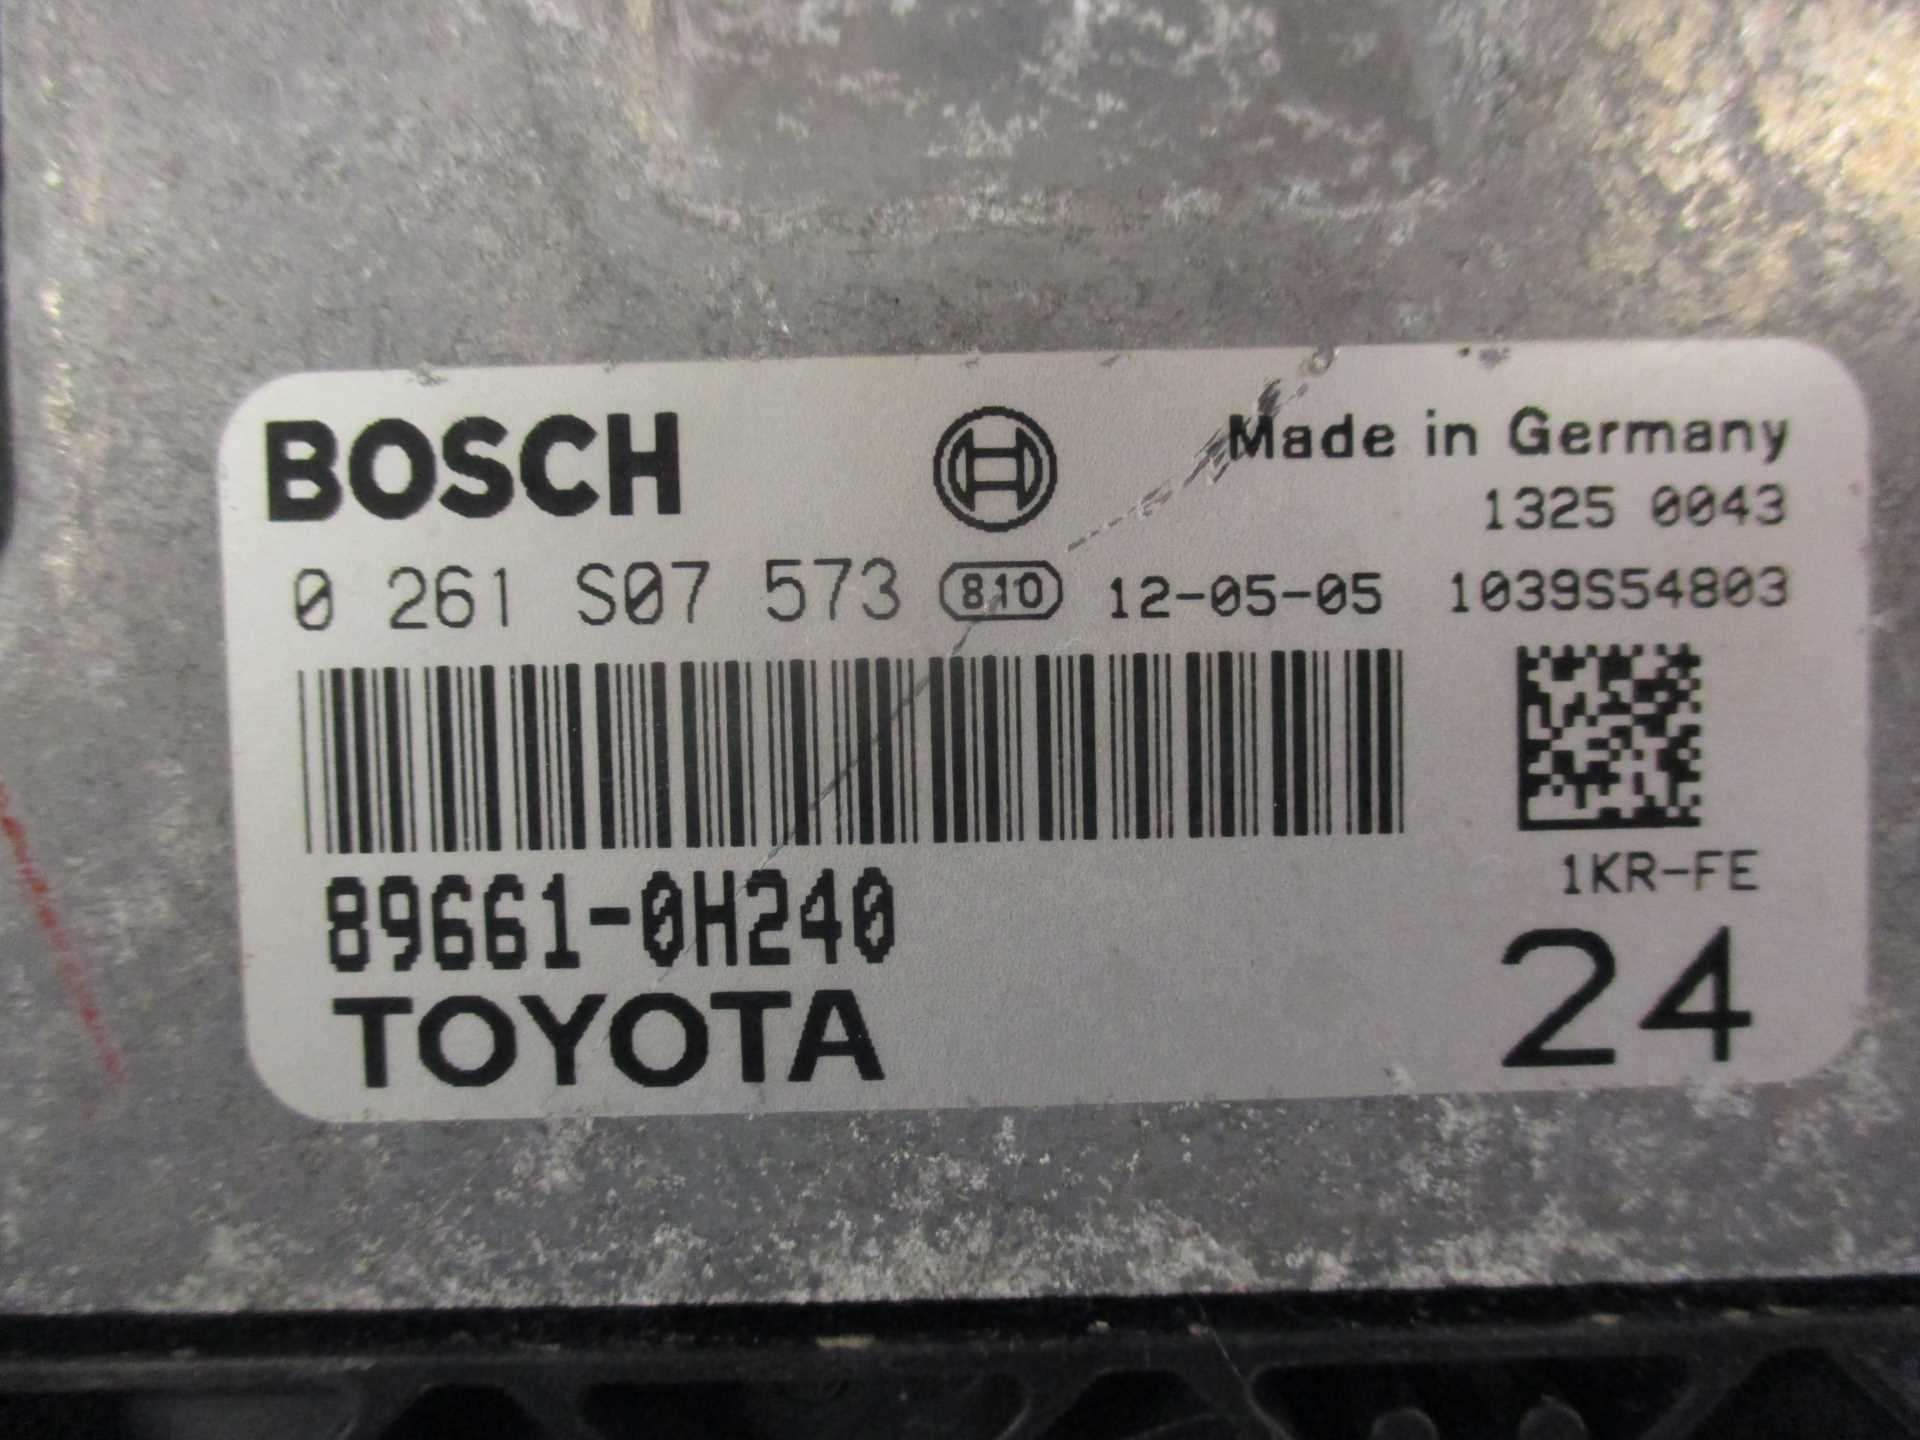 BOSCH Made in Germany
1325 0043
0 261 S07 573 810 12-05-05 1039S54803
89661-0H240 1KR-FE
TOYOTA 24